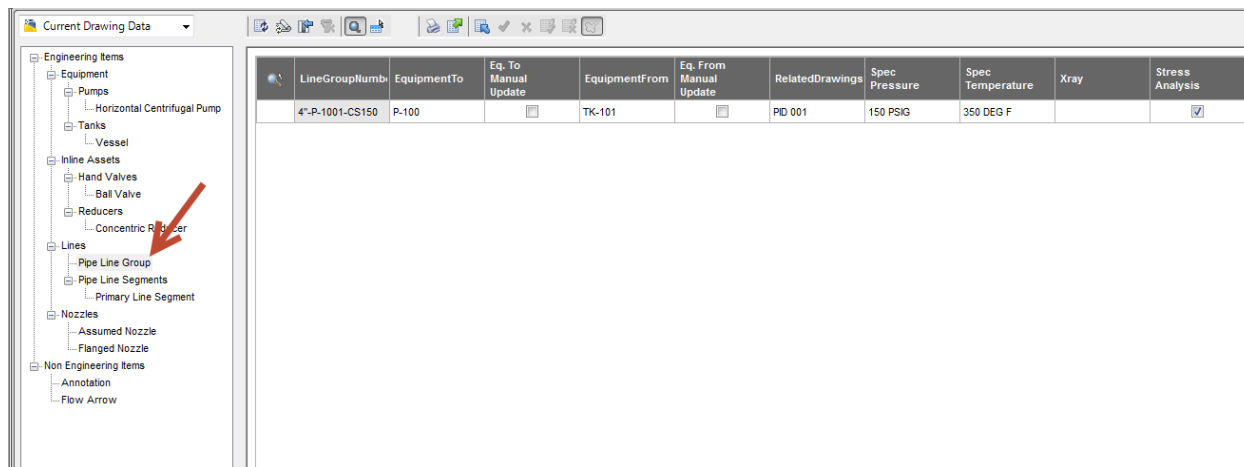 Current Drawing Data
Engineering Items
Equipment
Pumps
Horizontal Centrifugal Pump
Tanks
Vessel
Inline Assets
Hand Valves
Ball Valve
Reducers
Concentric Reducer
Lines
Pipe Line Group
Pipe Line Segments
Primary Line Segment
Nozzles
Assumed Nozzle
Flanged Nozzle
Non Engineering Items
Annotation
Flow Arrow
LineGroupNumb EquipmentTo Eq. To Manual Update EquipmentFrom Eq. From Manual Update RelatedDrawings Spec Pressure Spec Temperature Xray Stress Analysis
4"-P-1001-CS150 P-100 TK-101 PID 001 150 PSIG 350 DEG F